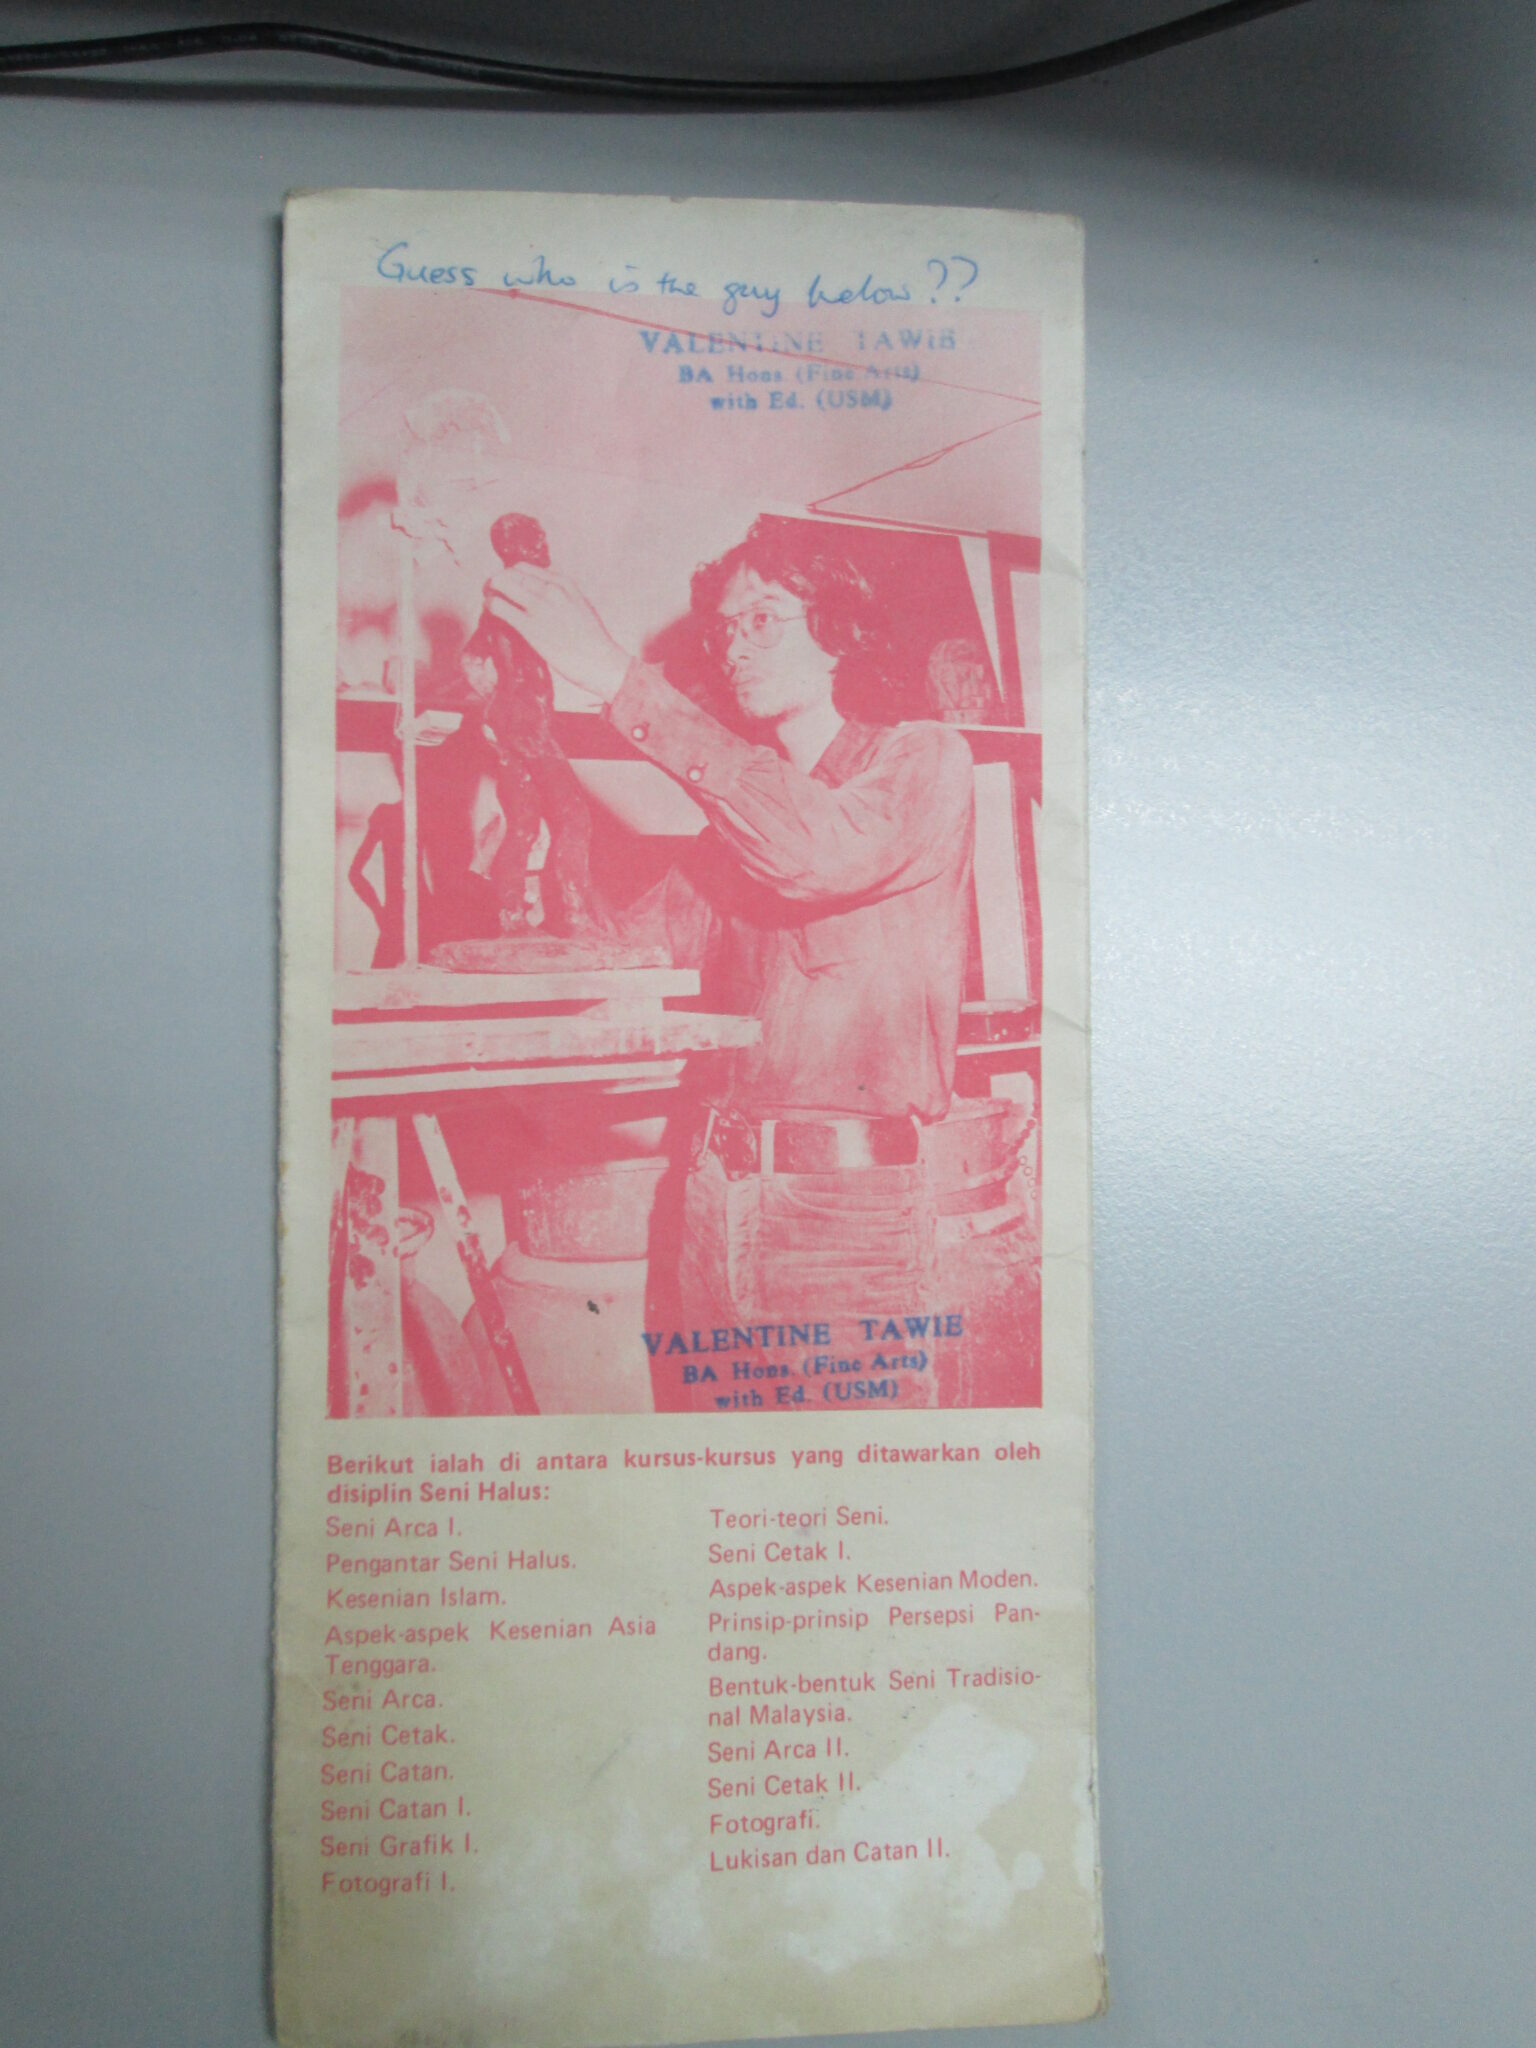 Guess who is the guy below??
VALENTINE TAWIE
BA Hons (Fine Arts)
with Ed. (USM)
VALENTINE TAWIE
BA Hons. (Fine Arts)
with Ed. (USM)
Berikut ialah di antara kursus-kursus yang ditawarkan oleh
disiplin Seni Halus:
Seni Arca I.
Pengantar Seni Halus.
Kesenian Islam.
Aspek-aspek Kesenian Asia
Tenggara.
Seni Arca.
Seni Cetak.
Seni Catan.
Seni Catan I.
Seni Grafik I.
Fotografi I.
Teori-teori Seni.
Seni Cetak I.
Aspek-aspek Kesenian Moden.
Prinsip-prinsip Persepsi Pan-
dang.
Bentuk-bentuk Seni Tradisio-
nal Malaysia.
Seni Arca II.
Seni Cetak II.
Fotografi.
Lukisan dan Catan II.